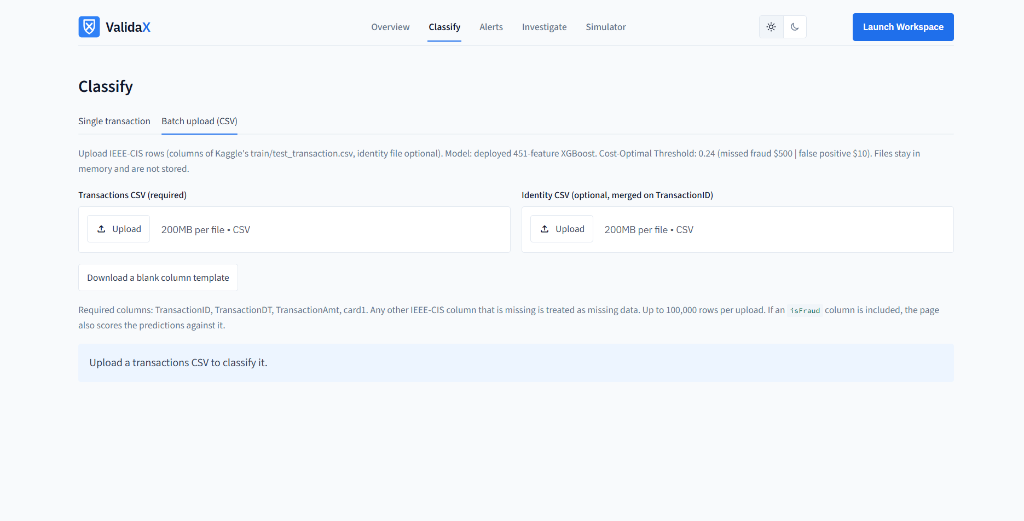 ValidaX
Overview
Classify
Alerts
Investigate
Simulator
Launch Workspace
Classify
Single transaction
Batch upload (CSV)
Upload IEEE-CIS rows (columns of Kaggle's train/test_transaction.csv, identity file optional). Model: deployed 451-feature XGBoost. Cost-Optimal Threshold: 0.24 (missed fraud $500 | false positive $10). Files stay in
memory and are not stored.
Transactions CSV (required)
Upload
200MB per file • CSV
Identity CSV (optional, merged on TransactionID)
Upload
200MB per file • CSV
Download a blank column template
Required columns: TransactionID, TransactionDT, TransactionAmt, card1. Any other IEEE-CIS column that is missing is treated as missing data. Up to 100,000 rows per upload. If an isFraud column is included, the page
also scores the predictions against it.
Upload a transactions CSV to classify it.